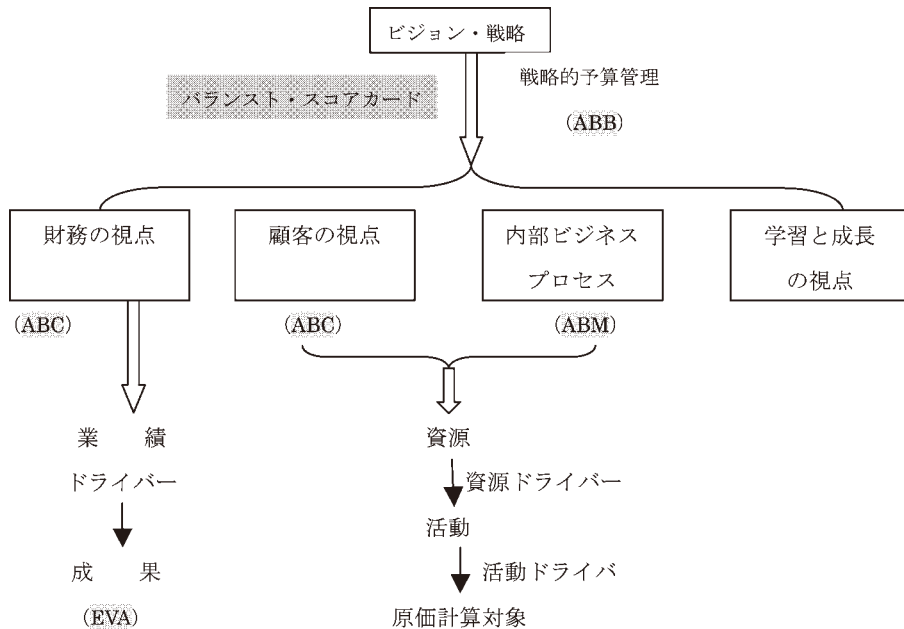 ビジョン・戦略
戦略的予算管理
バランスト・スコアカード
(ABB)
財務の視点
顧客の視点
内部ビジネス
プロセス
学習と成長
の視点
(ABC)
(ABC)
(ABM)
業 績
ドライバー
成 果
(EVA)
資源
資源ドライバー
活動
活動ドライバ
原価計算対象